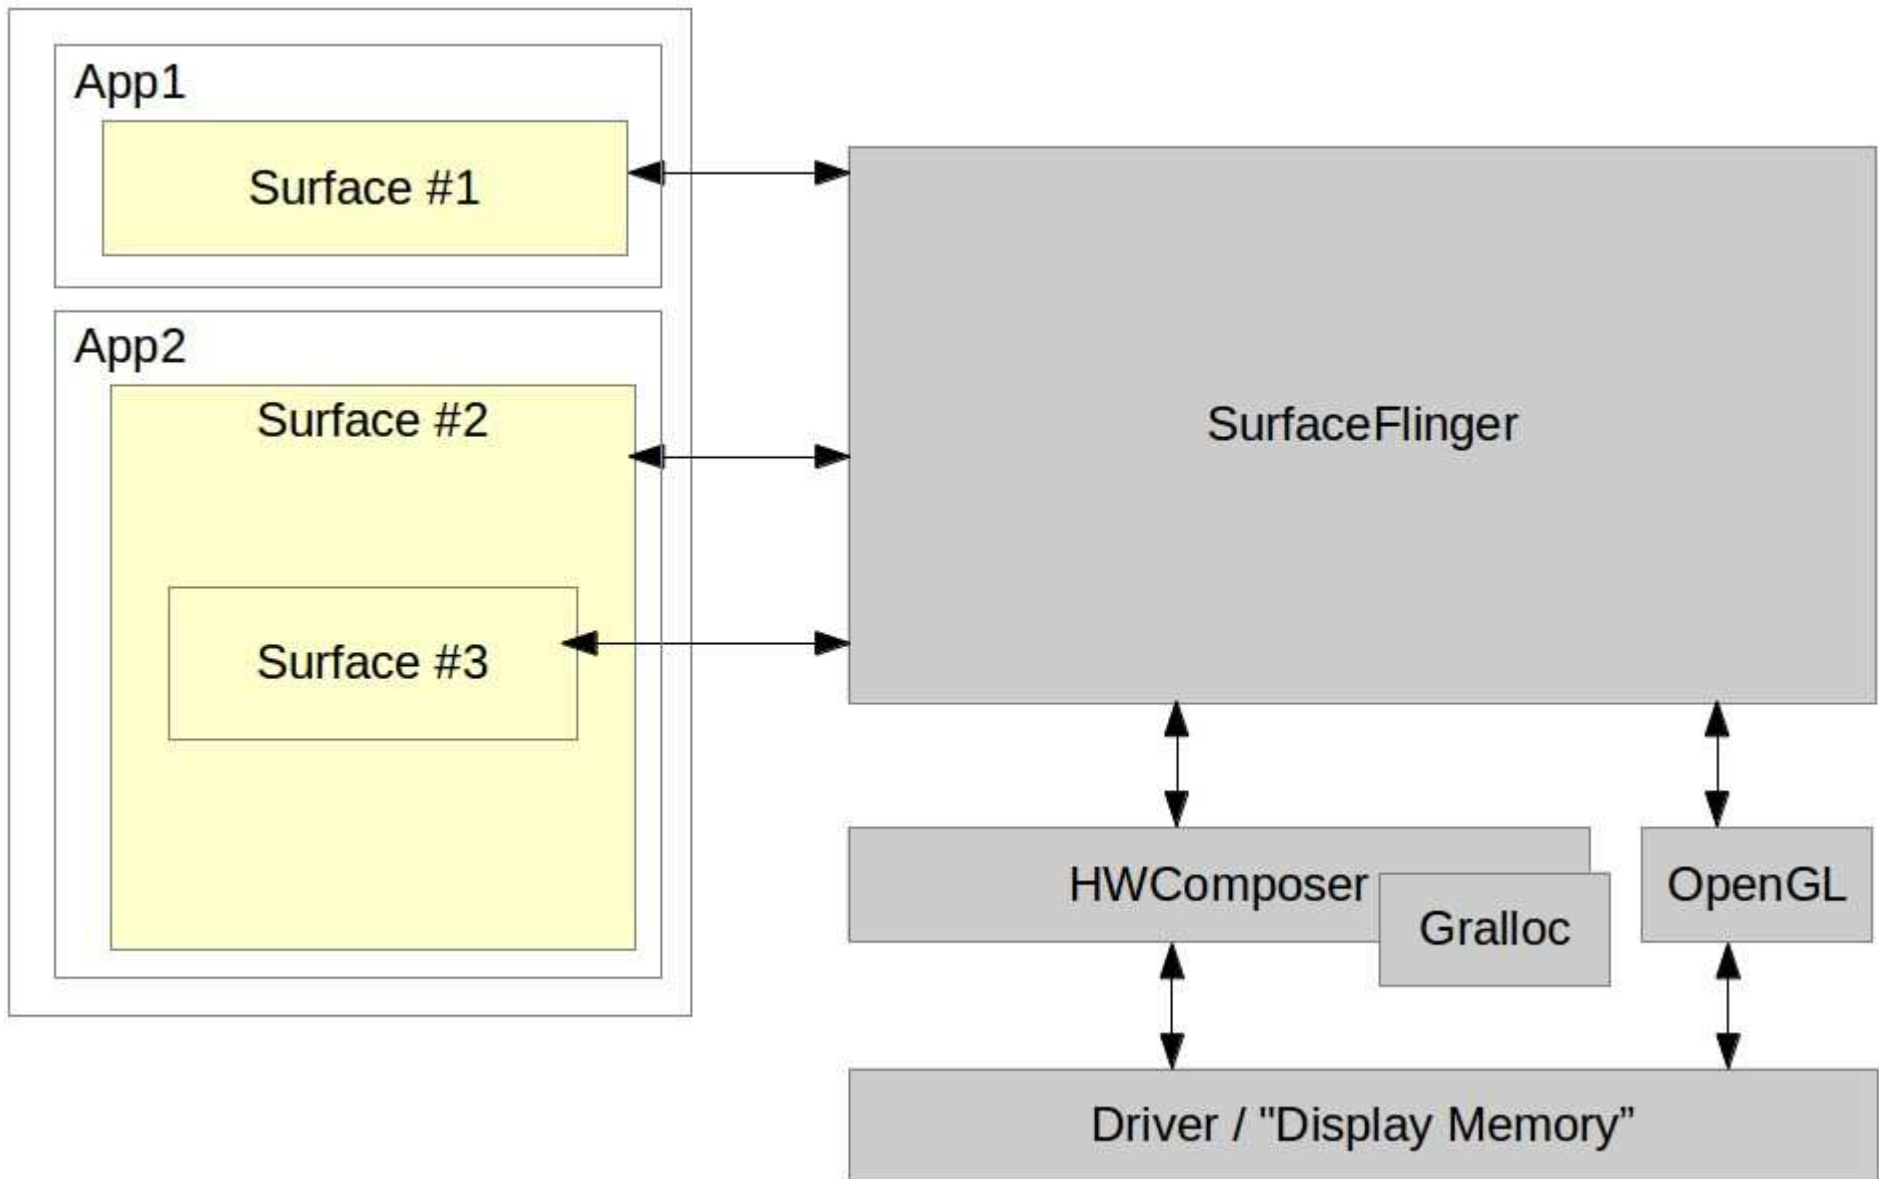 App1
Surface #1
App2
Surface #2
Surface #3
SurfaceFlinger
HWComposer
Gralloc
OpenGL
Driver / "Display Memory”